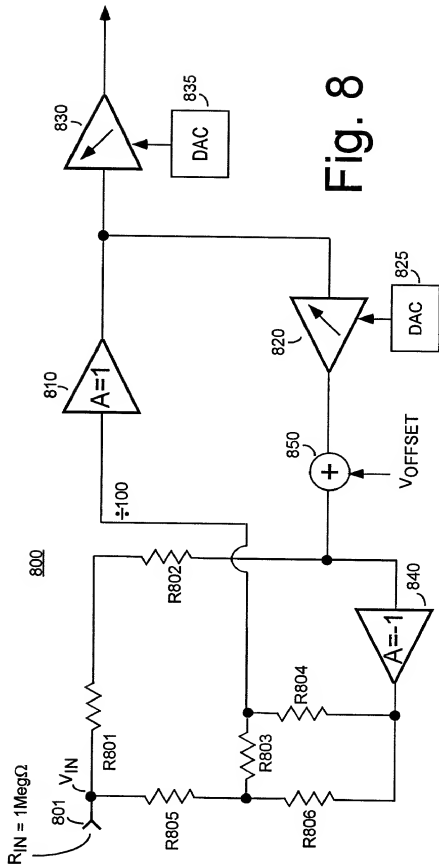 800
R_IN = 1MegΩ
801
V_IN
R801
R802
R803
R804
R805
R806
÷100
810
A=1
820
825
DAC
830
835
DAC
840
A=-1
850
+
V_OFFSET
Fig. 8